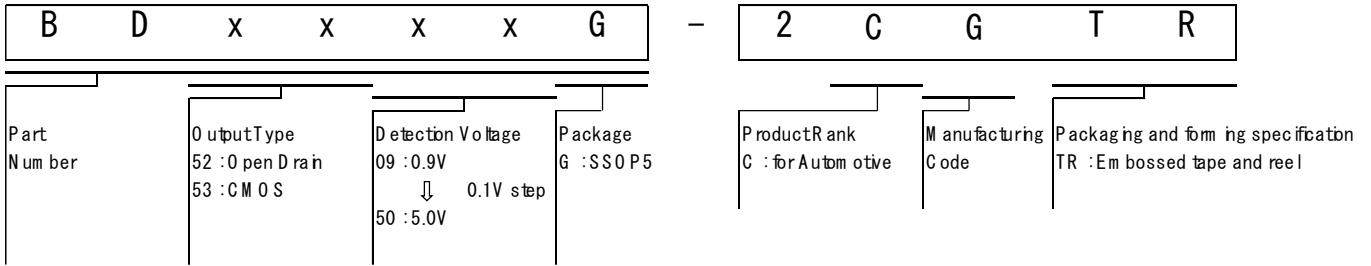 B D x x x x G - 2 C G T R
Part
Number
Output Type
52 : Open Drain
53 : CMOS
Detection Voltage
09 : 0.9V
⇩ 0.1V step
50 : 5.0V
Package
G : SSOP5
Product Rank
C : for Automotive
Manufacturing
Code
Packaging and forming specification
TR : Embossed tape and reel